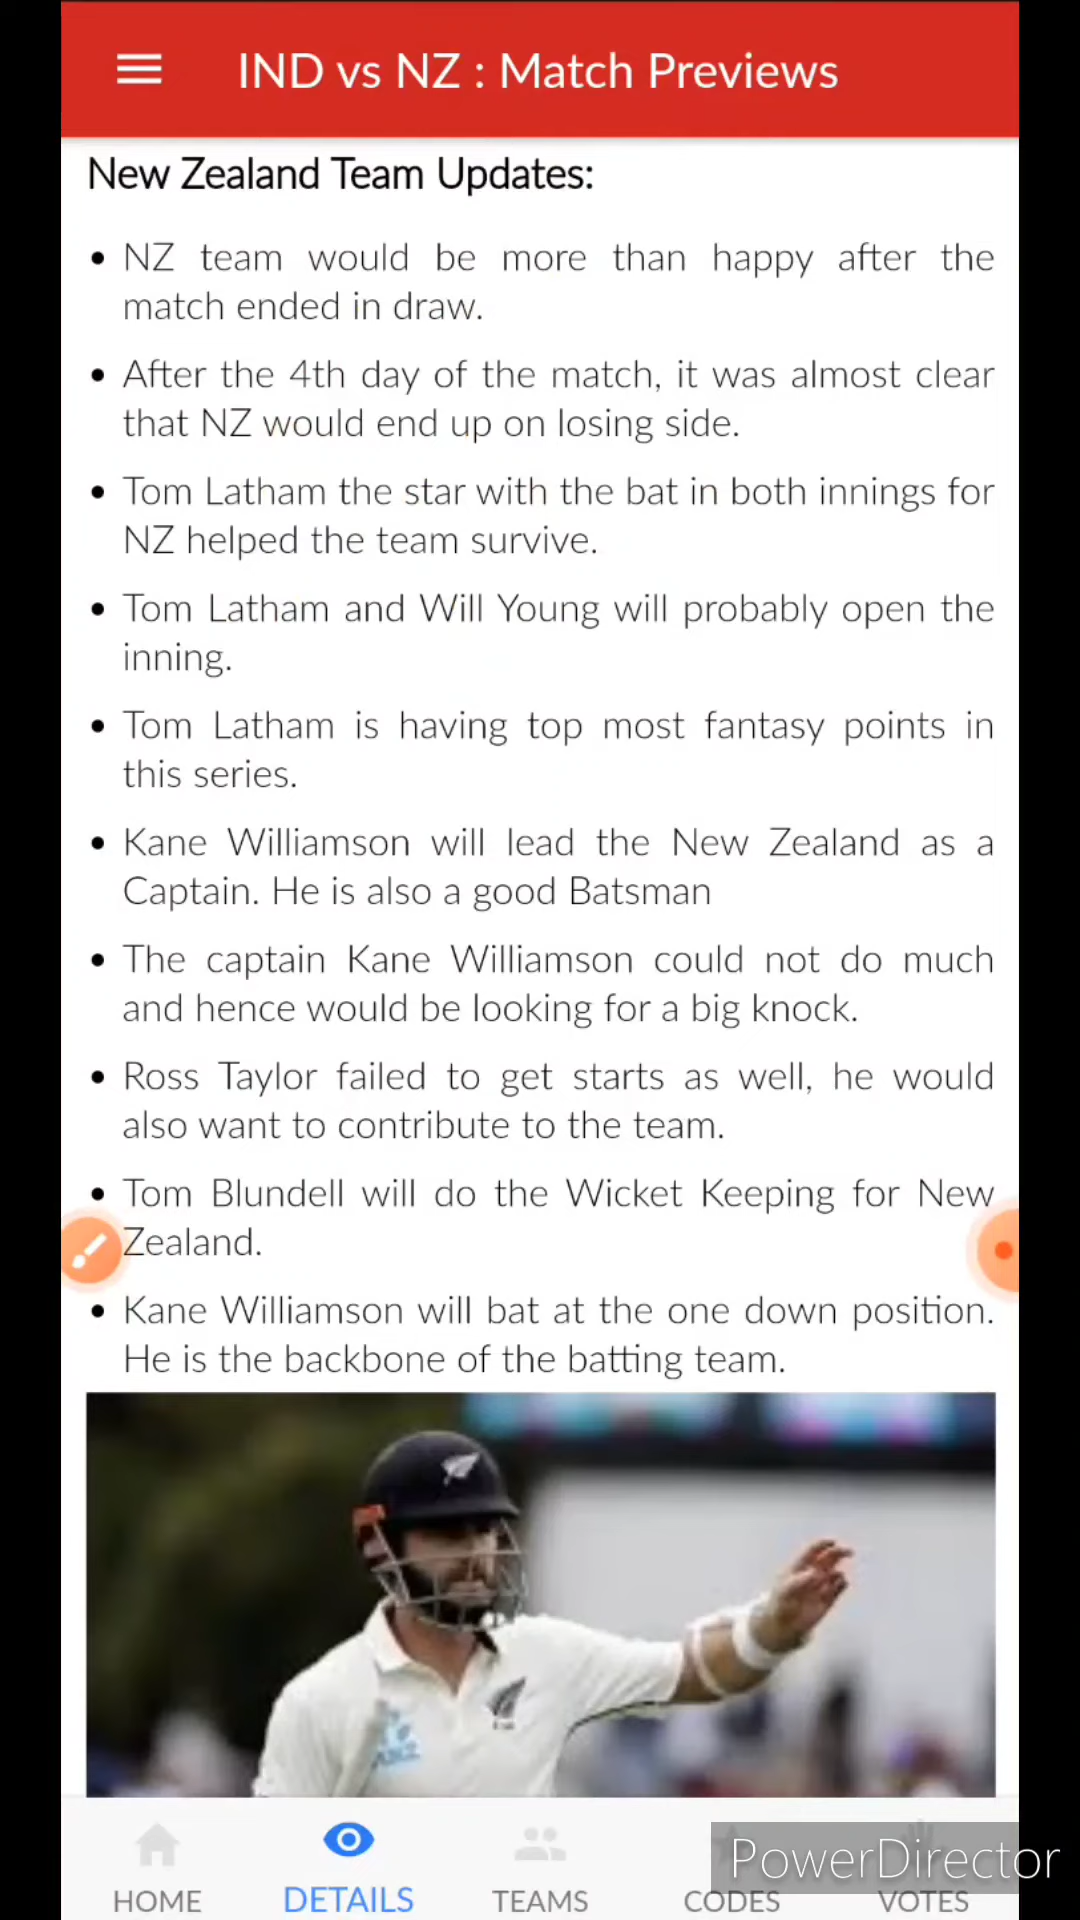 IND vs NZ : Match Previews
New Zealand Team Updates:
• NZ team would be more than happy after the
match ended in draw.
• After the 4th day of the match, it was almost clear
that NZ would end up on losing side.
• Tom Latham the star with the bat in both innings for
NZ helped the team survive.
• Tom Latham and Will Young will probably open the
inning.
• Tom Latham is having top most fantasy points in
this series.
• Kane Williamson will lead the New Zealand as a
Captain. He is also a good Batsman
• The captain Kane Williamson could not do much
and hence would be looking for a big knock.
• Ross Taylor failed to get starts as well, he would
also want to contribute to the team.
• Tom Blundell will do the Wicket Keeping for New
Zealand.
• Kane Williamson will bat at the one down position.
He is the backbone of the batting team.
PowerDirector
HOME DETAILS TEAMS CODES VOTES